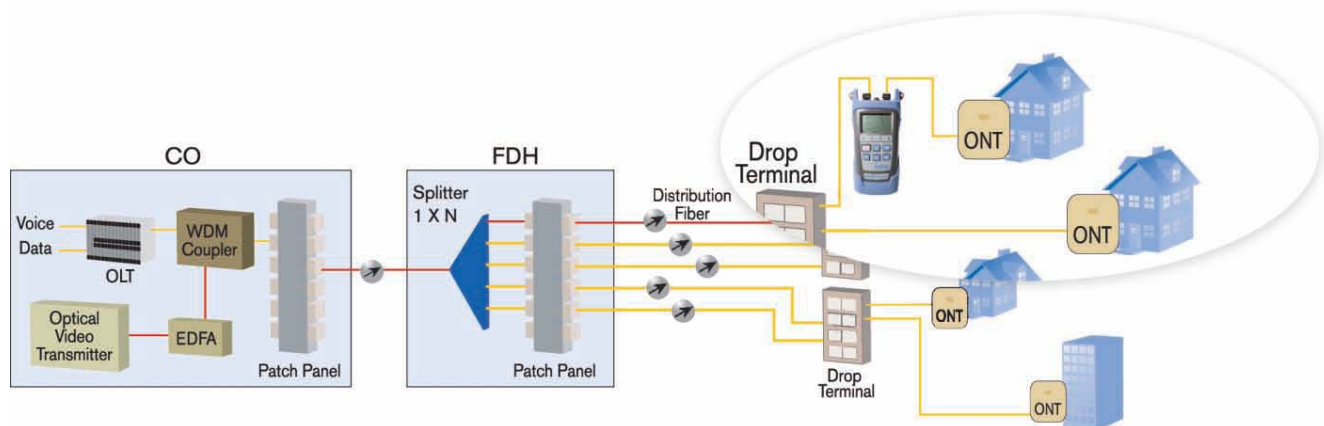 CO
Voice
Data
OLT
WDM
Coupler
Optical
Video
Transmitter
EDFA
Patch Panel
FDH
Splitter
1 X N
Patch Panel
Distribution
Fiber
Drop
Terminal
ONT
ONT
ONT
Drop
Terminal
ONT